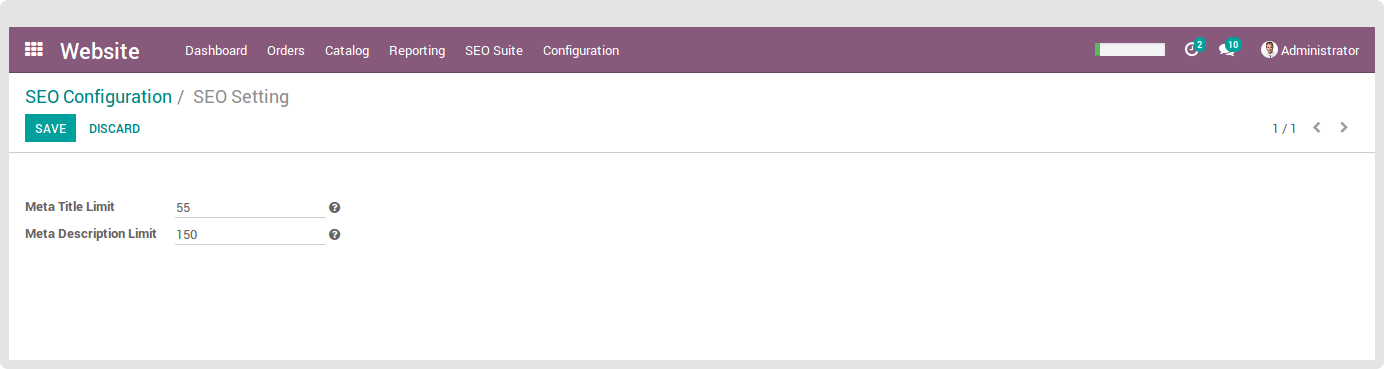 Website Dashboard Orders Catalog Reporting SEO Suite Configuration 2 10 Administrator
SEO Configuration / SEO Setting
SAVE DISCARD 1 / 1
Meta Title Limit 55 ?
Meta Description Limit 150 ?